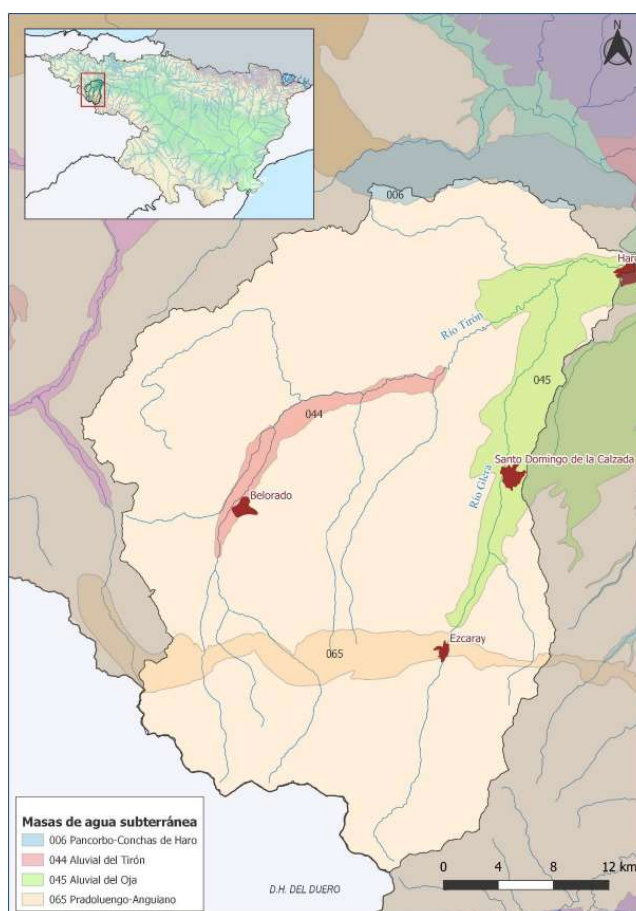 N
006
Har
Río Tirón
045
044
Santo Domingo de la Calzada
Río Glera
Belorado
Ezcaray
065
Masas de agua subterránea
006 Pancorbo-Conchas de Haro
044 Aluvial del Tirón
045 Aluvial del Oja
065 Pradoluengo-Anguiano
D.H. DEL DUERO
0 4 8 12 km